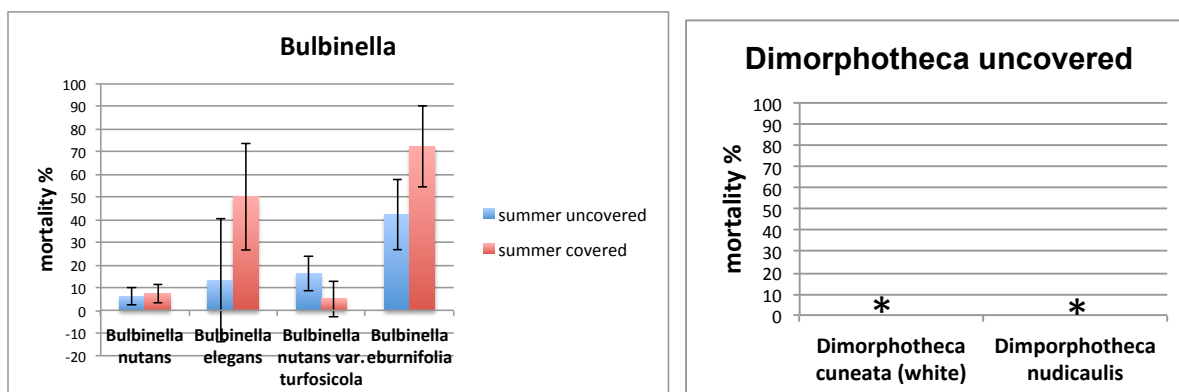 Bulbinella
mortality %
100
90
80
70
60
50
40
30
20
10
0
-10
-20
Bulbinella nutans
Bulbinella elegans
Bulbinella nutans var. turfosicola
Bulbinella eburnifolia
summer uncovered
summer covered
Dimorphotheca uncovered
mortality %
100
90
80
70
60
50
40
30
20
10
0
*
*
Dimorphotheca
cuneata (white)
Dimporphotheca
nudicaulis